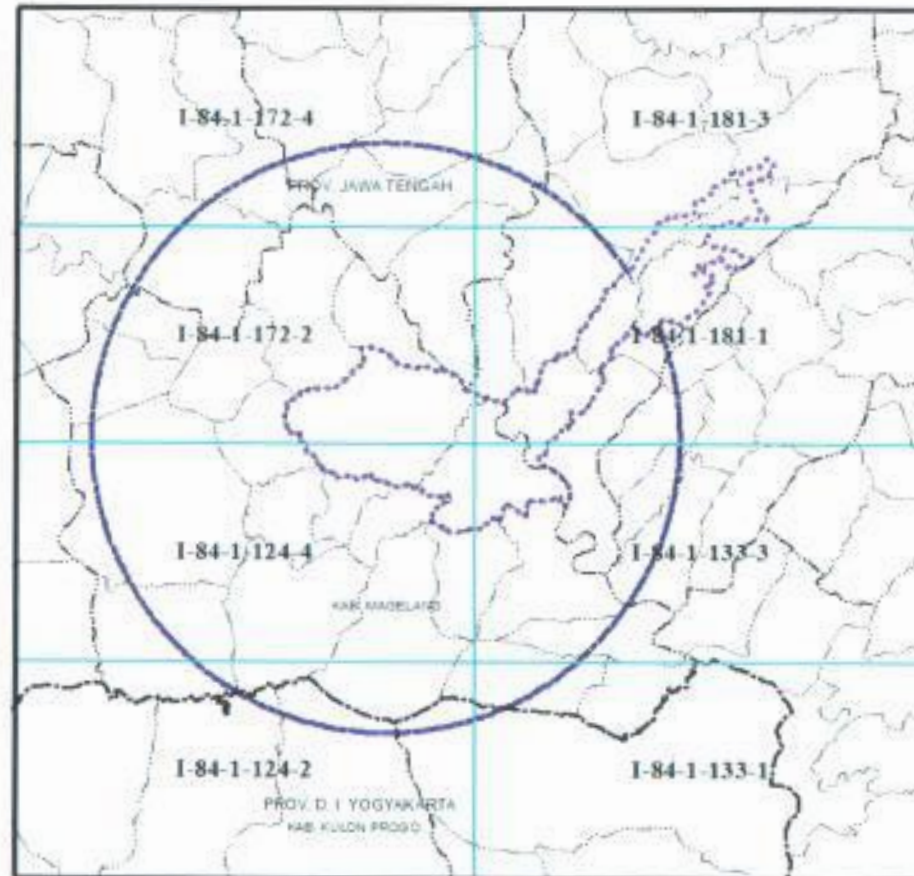 I-84-1-172-4
I-84-1-181-3
PROV. JAWA TENGAH
I-84-1-172-2
I-84-1-181-1
I-84-1-124-4
I-84-1-133-3
KAB. MAGELANG
I-84-1-124-2
I-84-1-133-1
PROV. D. I YOGYAKARTA
KAB. KULON PROGO